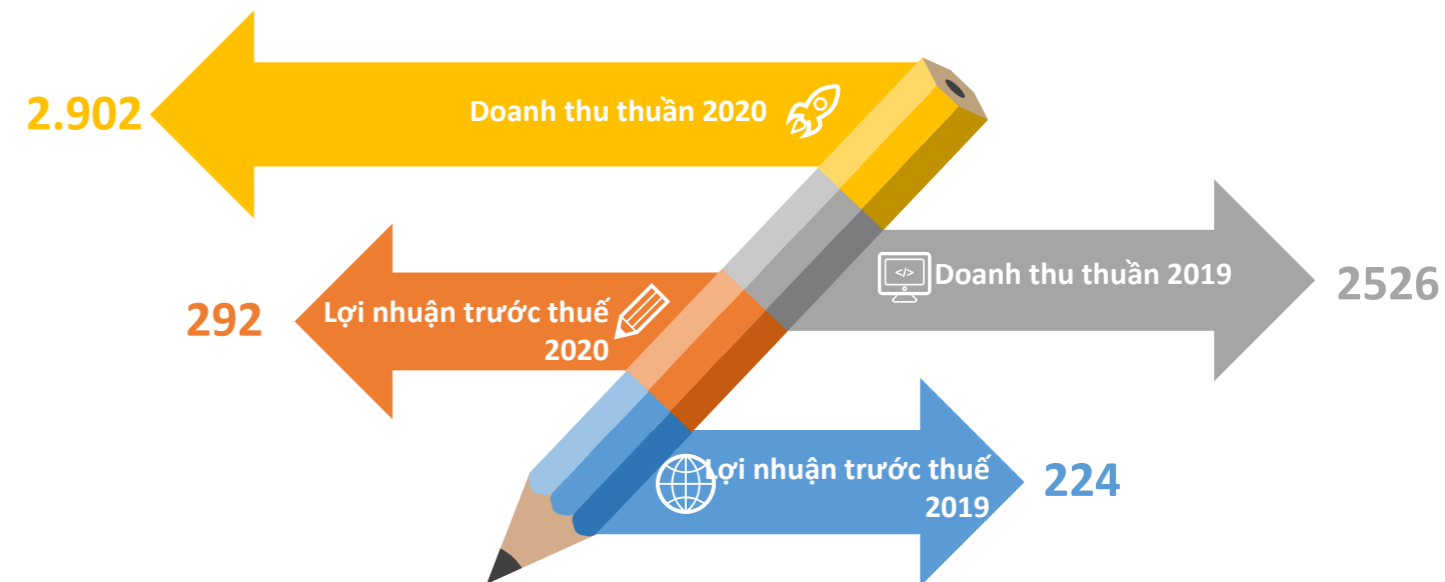 2.902
Doanh thu thuần 2020
</>
Doanh thu thuần 2019
2526
292
Lợi nhuận trước thuế
2020
Lợi nhuận trước thuế
2019
224